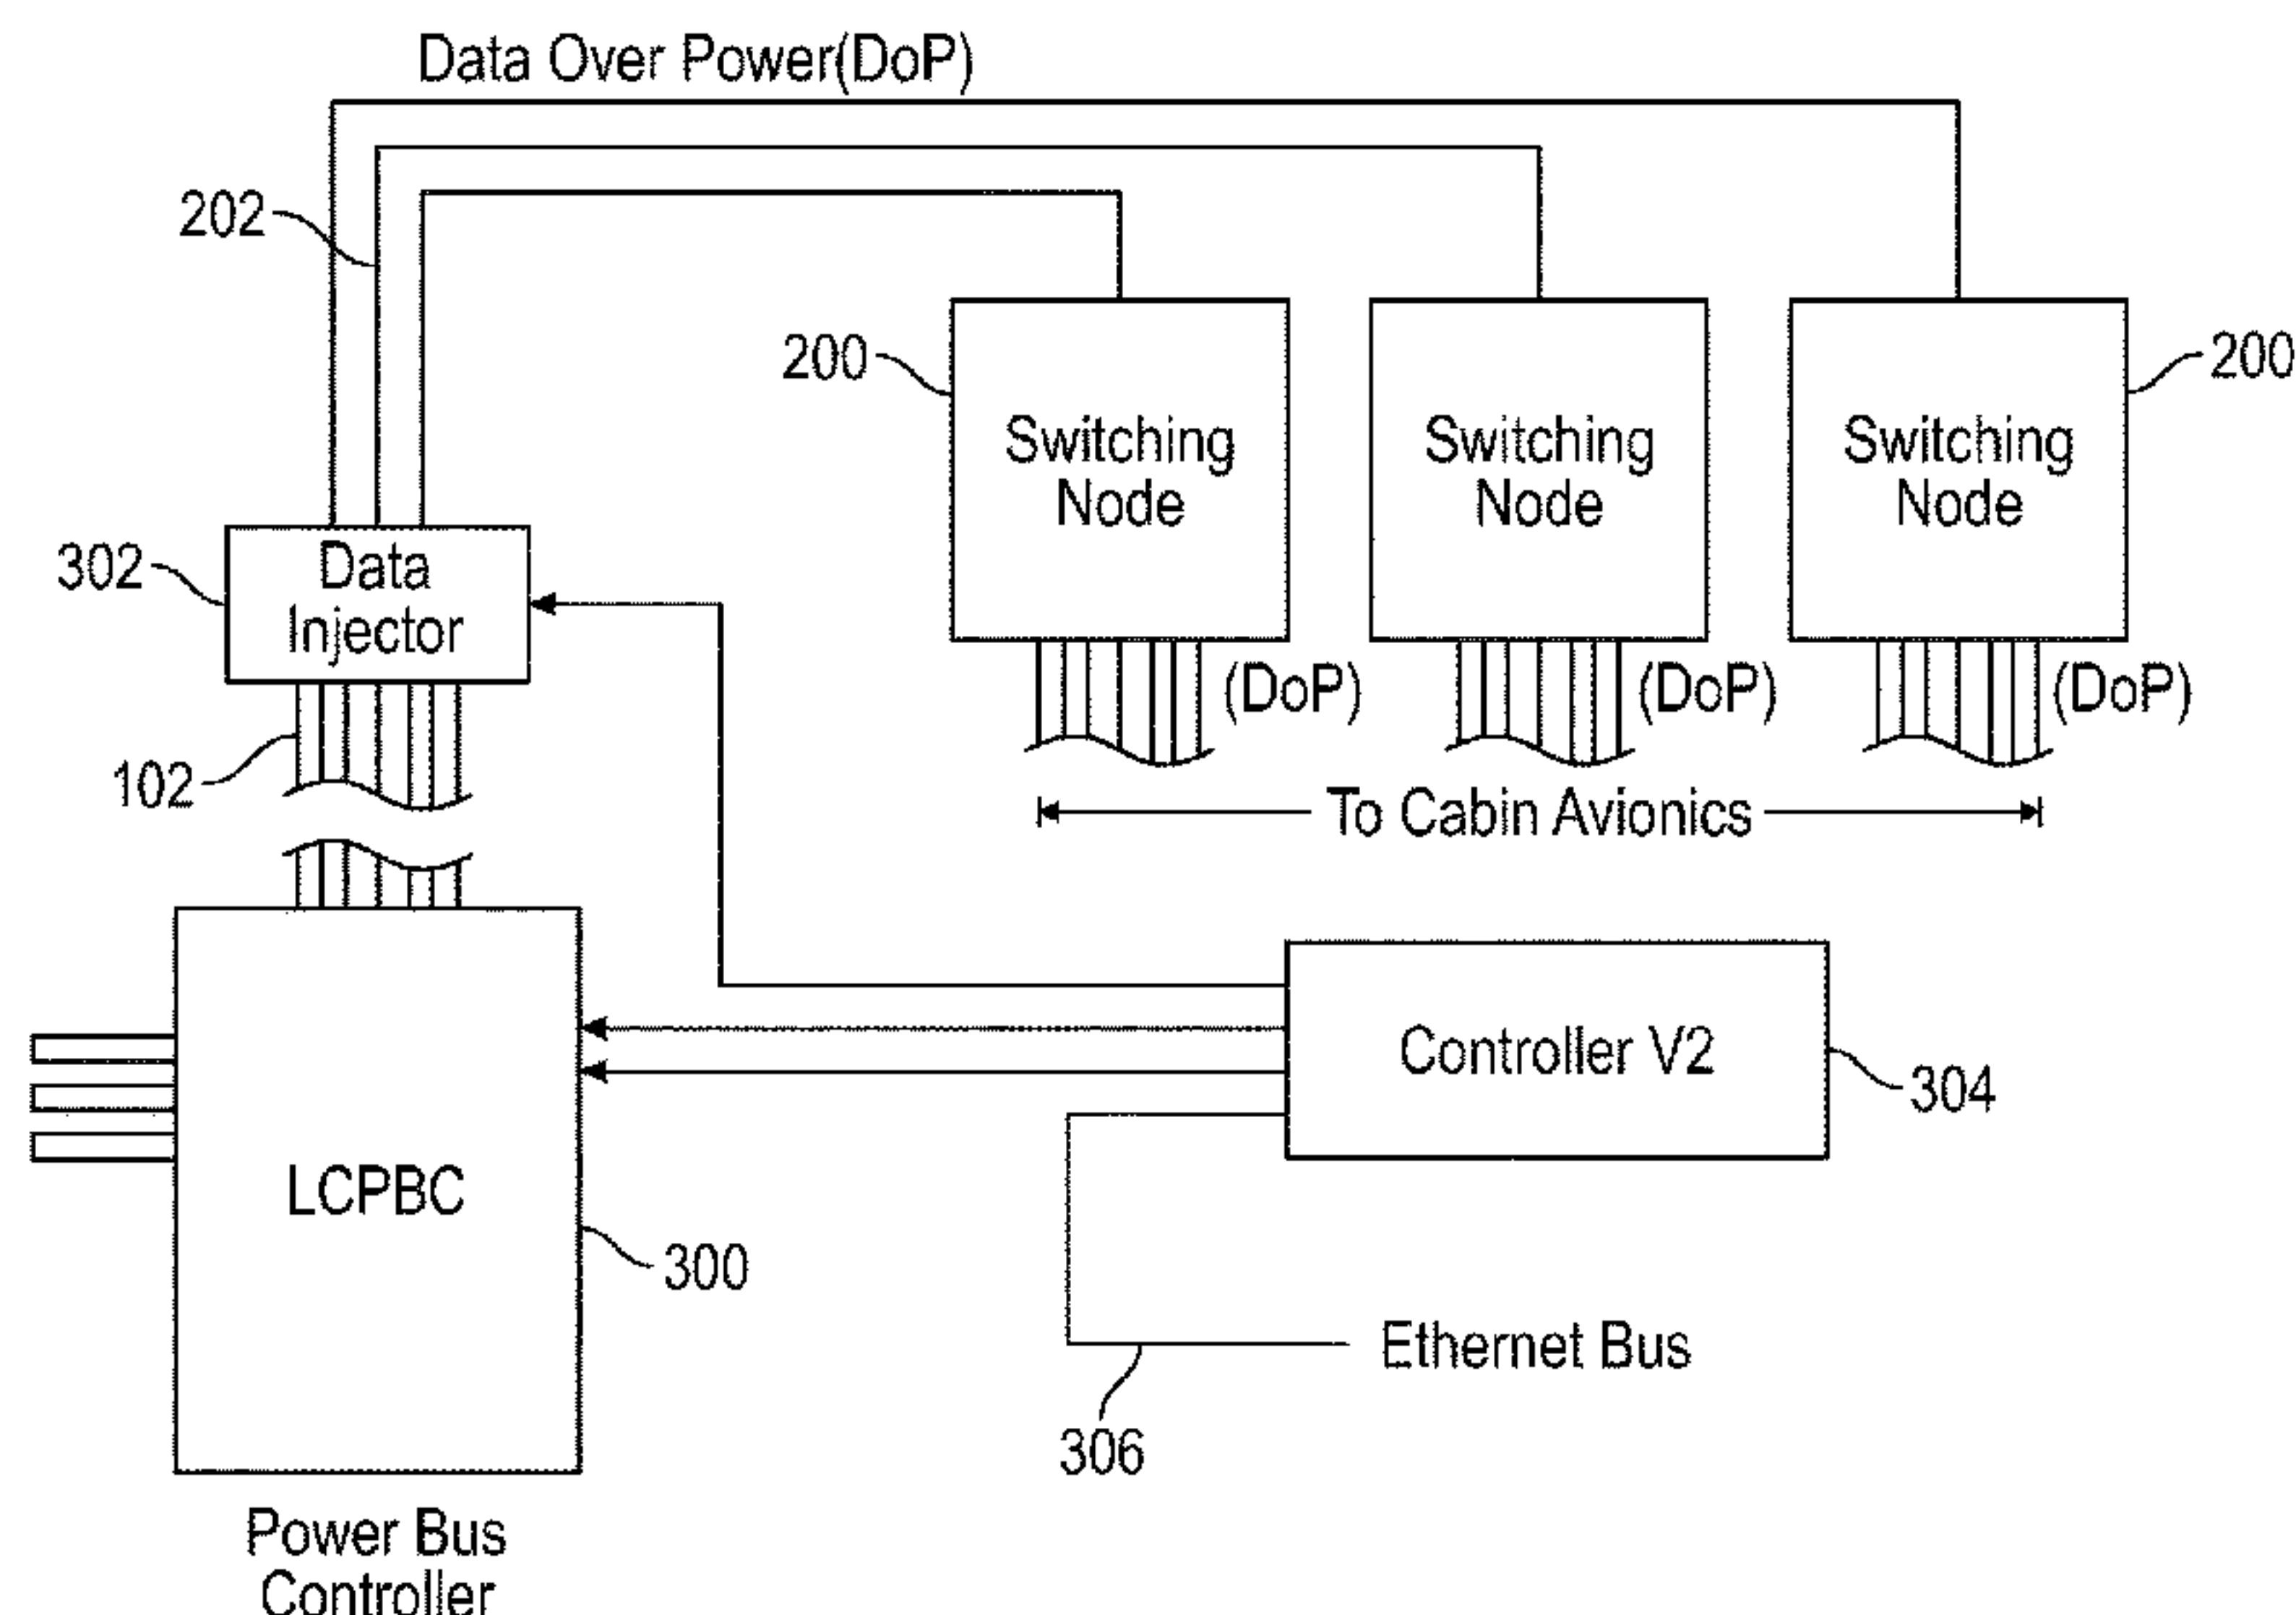 Data Over Power(DoP)
202
200
Switching
Node
Switching
Node
Switching
Node
200
302
Data
Injector
(DoP)
(DoP)
(DoP)
102
To Cabin Avionics
Controller V2
304
LCPBC
300
Ethernet Bus
306
Power Bus
Controller